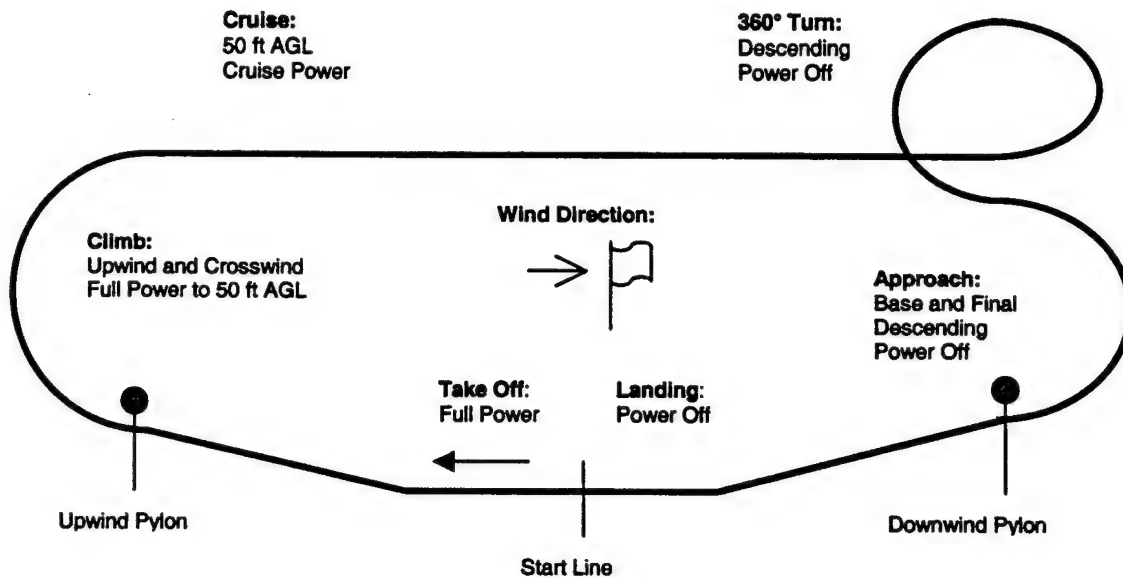 Cruise:
50 ft AGL
Cruise Power
360° Turn:
Descending
Power Off
Wind Direction:
Climb:
Upwind and Crosswind
Full Power to 50 ft AGL
Approach:
Base and Final
Descending
Power Off
Take Off:
Full Power
Landing:
Power Off
Upwind Pylon
Downwind Pylon
Start Line